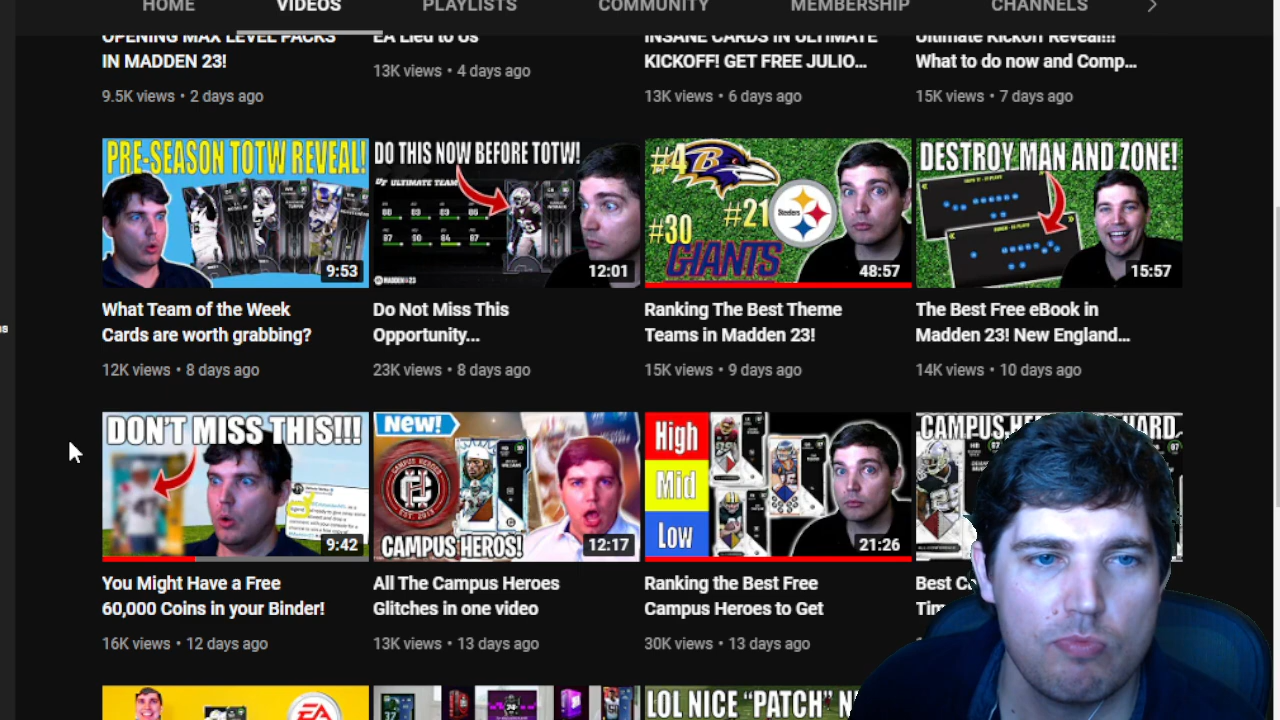 HOME VIDEOS PLAYLISTS COMMUNITY MEMBERSHIP CHANNELS
OPENING MAX LEVEL PACKS
IN MADDEN 23!
9.5K views • 2 days ago
EA Lied to Us
13K views • 4 days ago
INSANE CARDS IN ULTIMATE
KICKOFF! GET FREE JULIO...
13K views • 6 days ago
Ultimate Kickoff Reveal!!!
What to do now and Comp...
15K views • 7 days ago
PRE-SEASON TOTW REVEAL!
9:53
What Team of the Week
Cards are worth grabbing?
12K views • 8 days ago
DO THIS NOW BEFORE TOTW!
ULTIMATE TEAM
MADDEN 23
12:01
Do Not Miss This
Opportunity...
23K views • 8 days ago
#4
#21
Steelers
#30
GIANTS
48:57
Ranking The Best Theme
Teams in Madden 23!
15K views • 9 days ago
DESTROY MAN AND ZONE!
15:57
The Best Free eBook in
Madden 23! New England...
14K views • 10 days ago
DON'T MISS THIS!!!
9:42
You Might Have a Free
60,000 Coins in your Binder!
16K views • 12 days ago
New!
CAMPUS HEROES
CAMPUS HEROS!
12:17
All The Campus Heroes
Glitches in one video
13K views • 13 days ago
High
Mid
Low
21:26
Ranking the Best Free
Campus Heroes to Get
30K views • 13 days ago
CAMPUS
Best
EA
LOL NICE "PATCH"